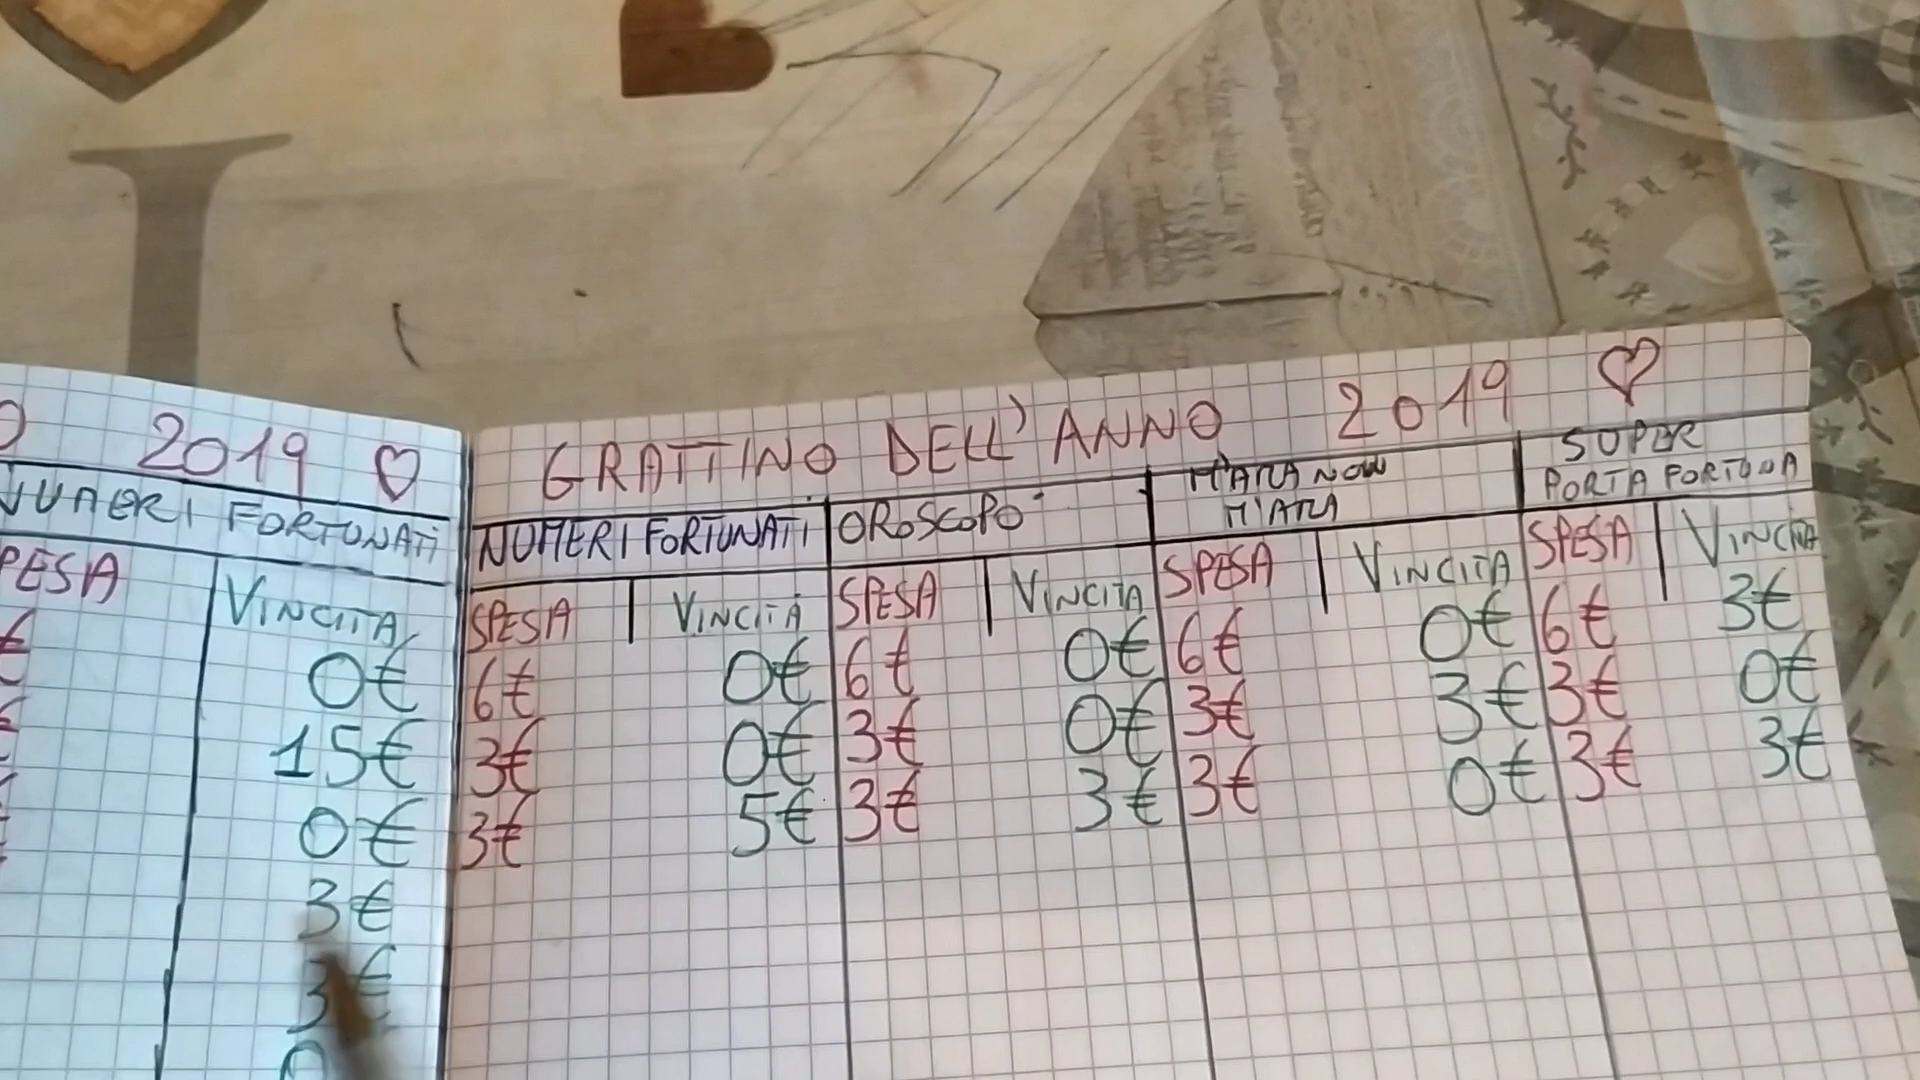 2019 ♡
NUMERI FORTUNATI
PESA VINCITA
€ 0€
15€
0€
3€
3€
0
GRATTINO DELL'ANNO 2019 ♡
NUMERI FORTUNATI OROSCOPO M'AMA NON M'AMA SUPER PORTA FORTUNA
SPESA VINCITA SPESA VINCITA SPESA VINCITA SPESA VINCITA
6€ 0€ 6€ 0€ 6€ 0€ 6€ 3€
3€ 0€ 3€ 0€ 3€ 3€ 3€ 0€
3€ 5€ 3€ 3€ 3€ 0€ 3€ 3€